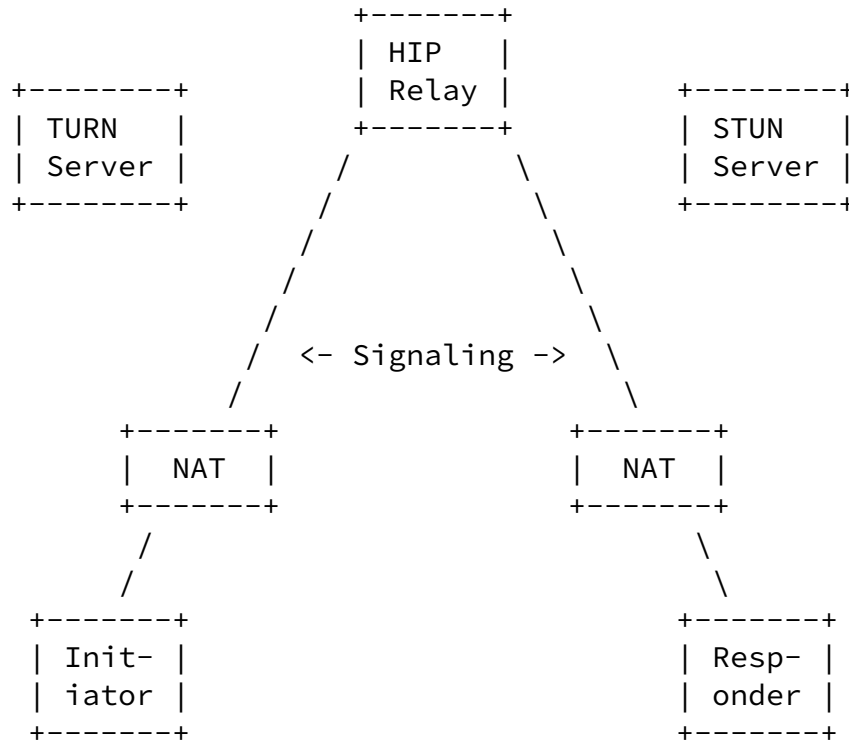 HIP
Relay
TURN
Server
STUN
Server
<- Signaling ->
NAT
NAT
Init-
iator
Resp-
onder